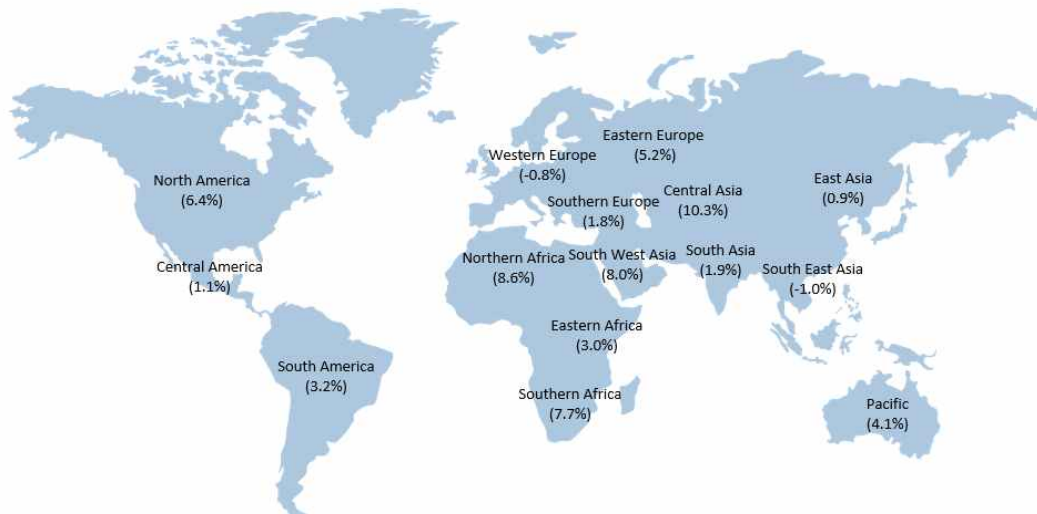 Eastern Europe
(5.2%)
Western Europe
(-0.8%)
North America
(6.4%)
East Asia
(0.9%)
Central Asia
(10.3%)
Southern Europe
(1.8%)
Northern Africa
(8.6%)
South West Asia
(8.0%)
South Asia
(1.9%)
Central America
(1.1%)
South East Asia
(-1.0%)
Eastern Africa
(3.0%)
South America
(3.2%)
Southern Africa
(7.7%)
Pacific
(4.1%)